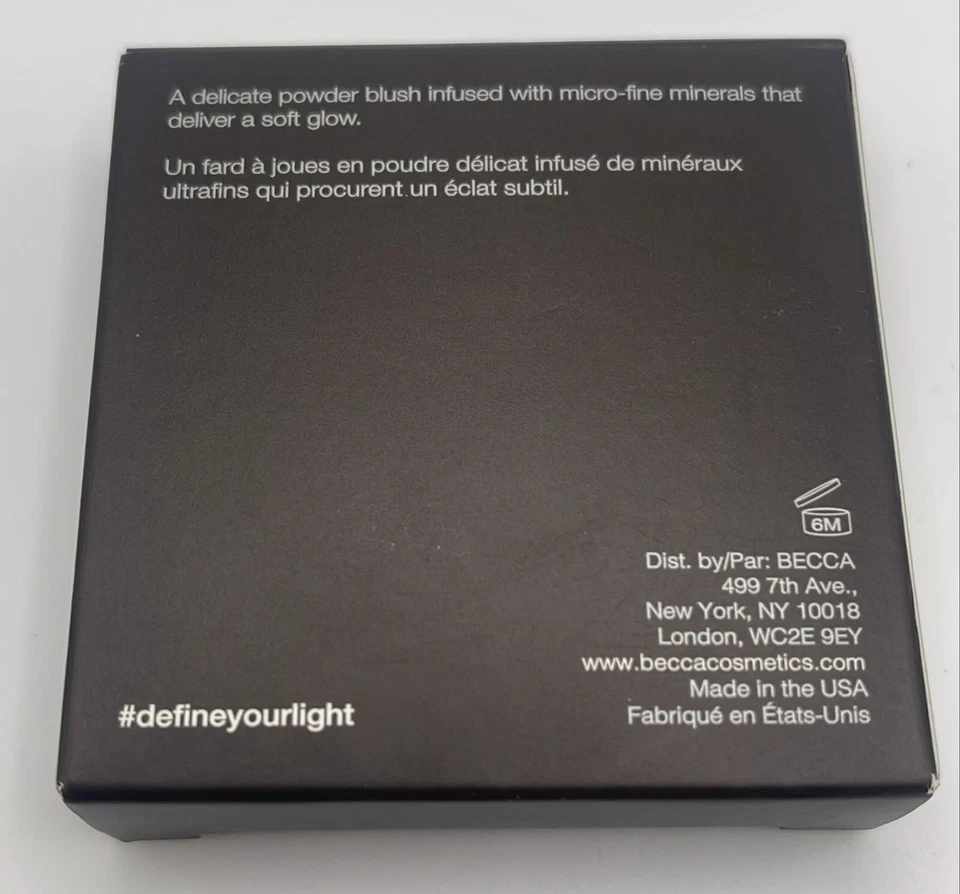 A delicate powder blush infused with micro-fine minerals that
deliver a soft glow.
Un fard à joues en poudre délicat infusé de minéraux
ultrafins qui procurent un éclat subtil.
6M
Dist. by/Par: BECCA
499 7th Ave.,
New York, NY 10018
London, WC2E 9EY
www.beccacosmetics.com
Made in the USA
Fabriqué en États-Unis
#defineyourlight